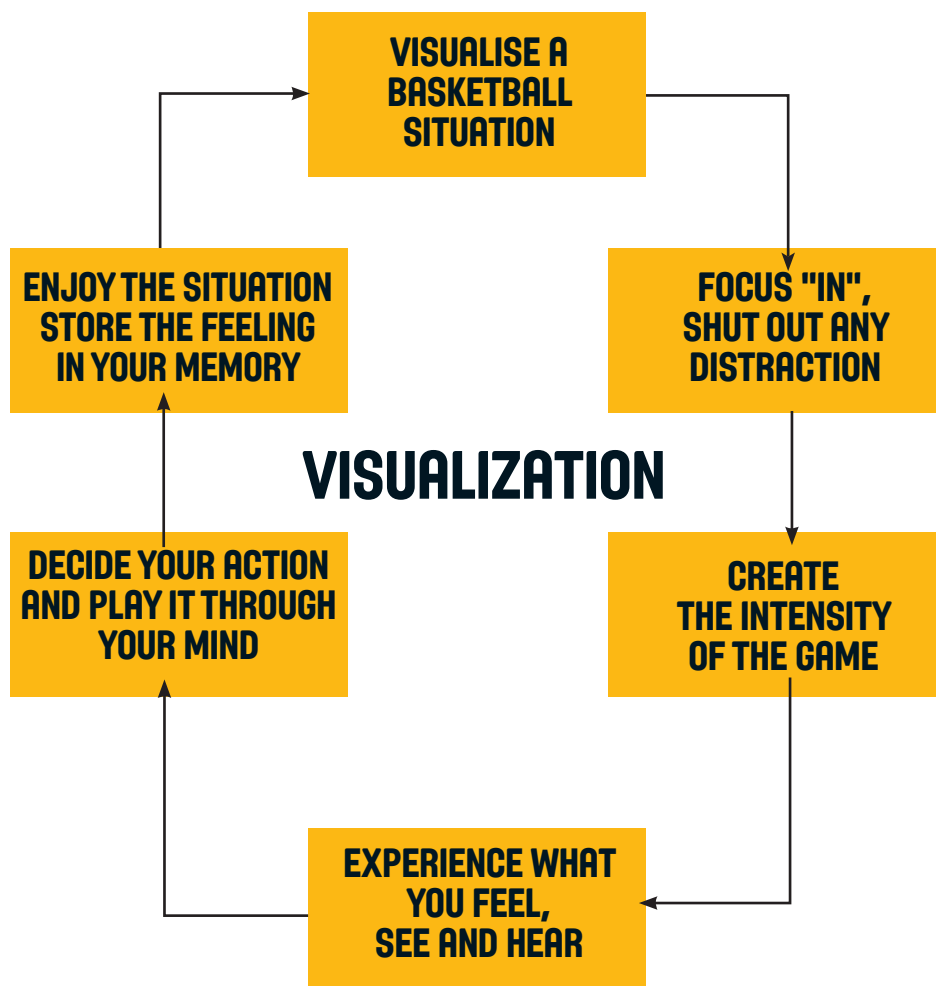 VISUALISE A
BASKETBALL
SITUATION
ENJOY THE SITUATION
STORE THE FEELING
IN YOUR MEMORY
FOCUS "IN",
SHUT OUT ANY
DISTRACTION
VISUALIZATION
DECIDE YOUR ACTION
AND PLAY IT THROUGH
YOUR MIND
CREATE
THE INTENSITY
OF THE GAME
EXPERIENCE WHAT
YOU FEEL,
SEE AND HEAR